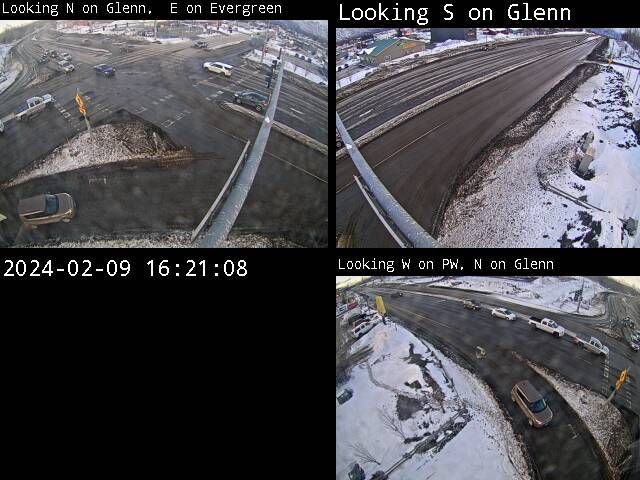 Looking N on Glenn, E on Evergreen
Looking S on Glenn
2024-02-09 16:21:08
Looking W on PW, N on Glenn